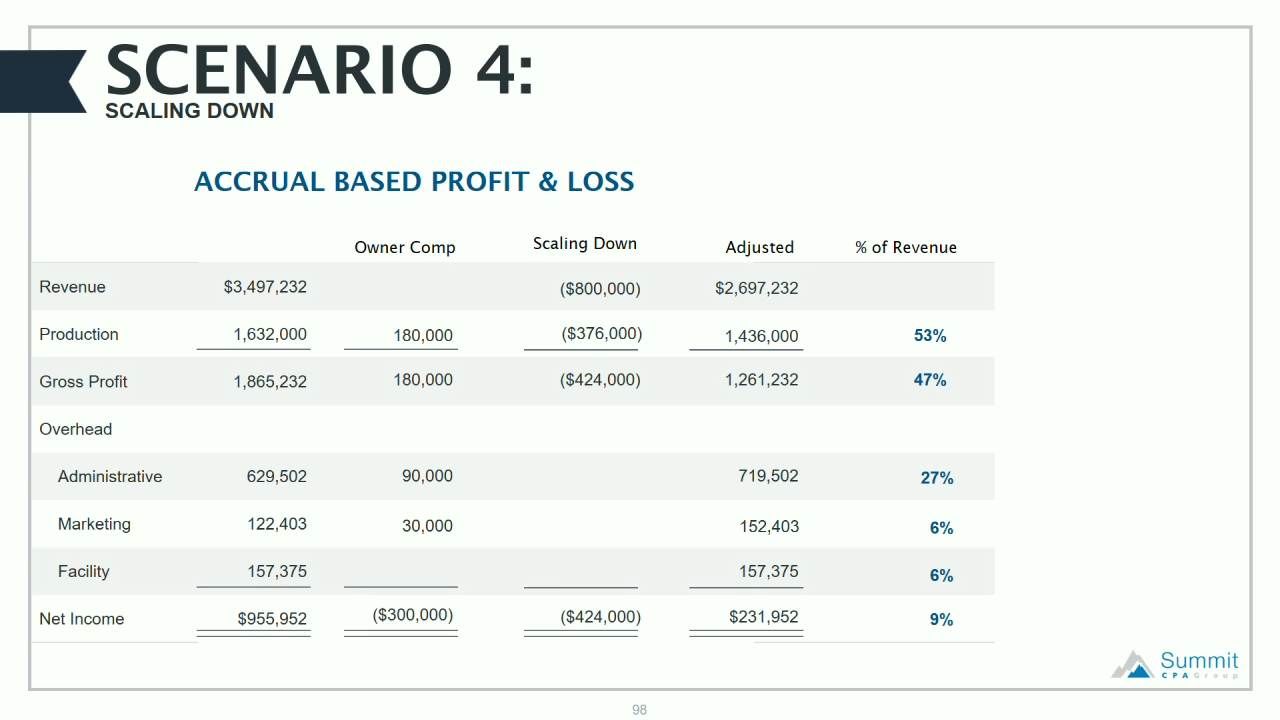 SCENARIO 4:
SCALING DOWN
ACCRUAL BASED PROFIT & LOSS
Owner Comp Scaling Down Adjusted % of Revenue
Revenue $3,497,232 ($800,000) $2,697,232
Production 1,632,000 180,000 ($376,000) 1,436,000 53%
Gross Profit 1,865,232 180,000 ($424,000) 1,261,232 47%
Overhead
Administrative 629,502 90,000 719,502 27%
Marketing 122,403 30,000 152,403 6%
Facility 157,375 157,375 6%
Net Income $955,952 ($300,000) ($424,000) $231,952 9%
Summit
CPA Group
98